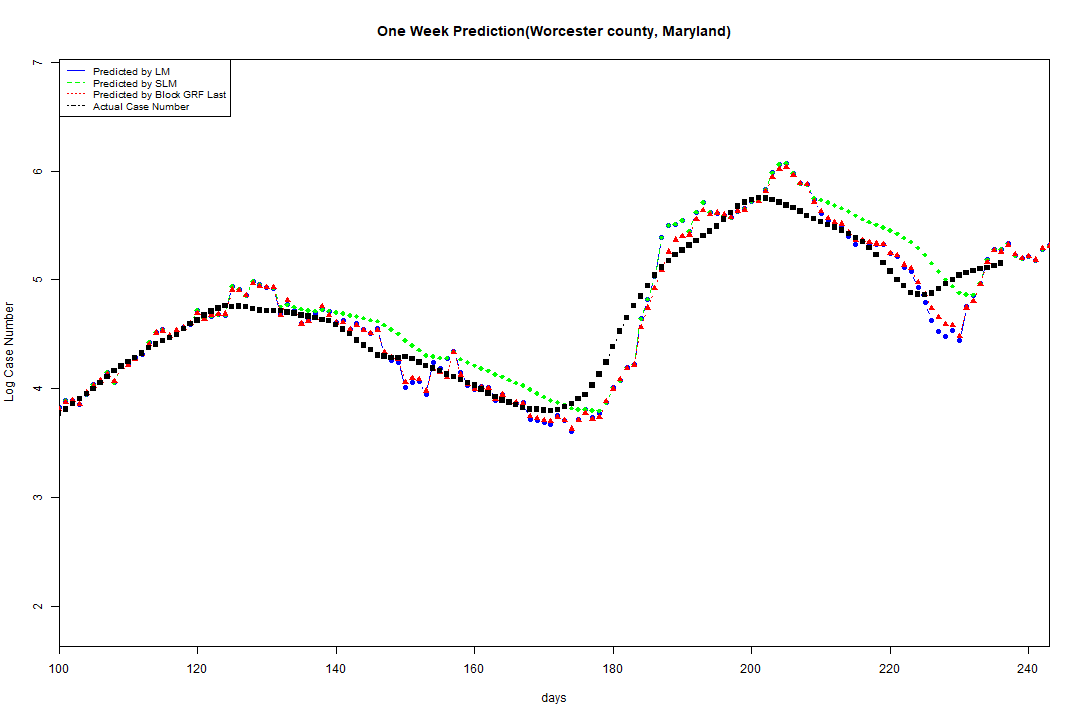 One Week Prediction(Worcester county, Maryland)
Predicted by LM
Predicted by SLM
Predicted by Block GRF Last
Actual Case Number
7
6
5
4
3
2
Log Case Number
100 120 140 160 180 200 220 240
days